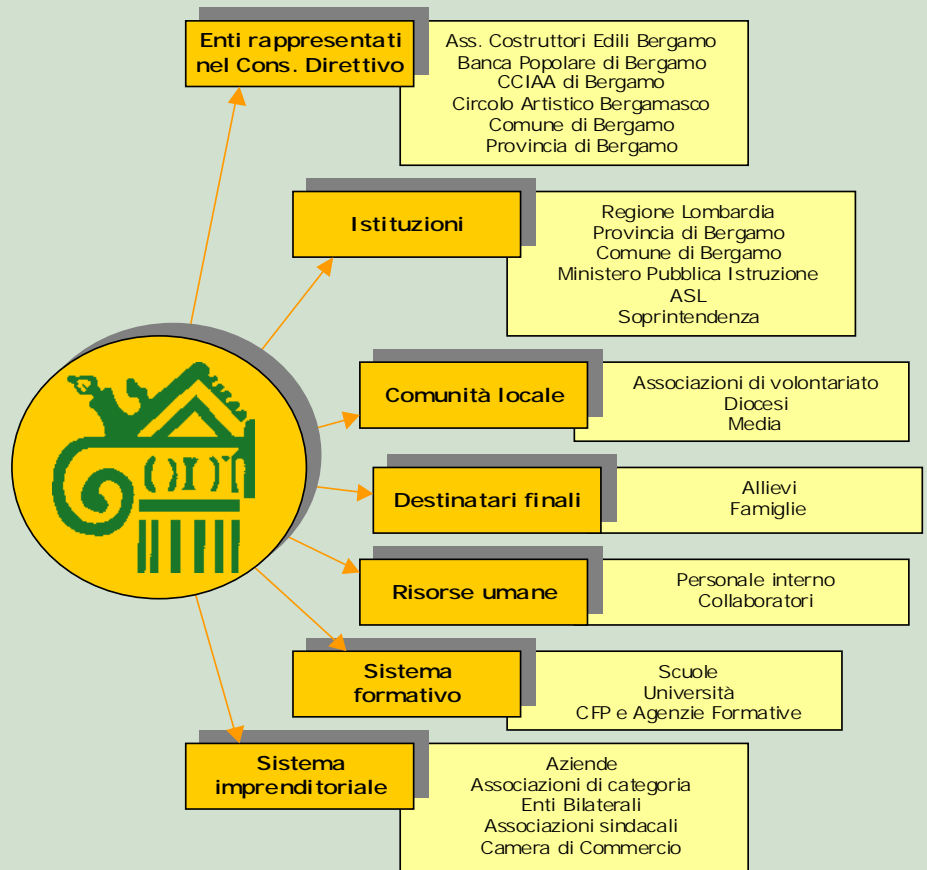 Enti rappresentati
nel Cons. Direttivo
Ass. Costruttori Edili Bergamo
Banca Popolare di Bergamo
CCIAA di Bergamo
Circolo Artistico Bergamasco
Comune di Bergamo
Provincia di Bergamo
Istituzioni
Regione Lombardia
Provincia di Bergamo
Comune di Bergamo
Ministero Pubblica Istruzione
ASL
Soprintendenza
Comunità locale
Associazioni di volontariato
Diocesi
Media
Destinatari finali
Allievi
Famiglie
Risorse umane
Personale interno
Collaboratori
Sistema
formativo
Scuole
Università
CFP e Agenzie Formative
Sistema
imprenditoriale
Aziende
Associazioni di categoria
Enti Bilaterali
Associazioni sindacali
Camera di Commercio